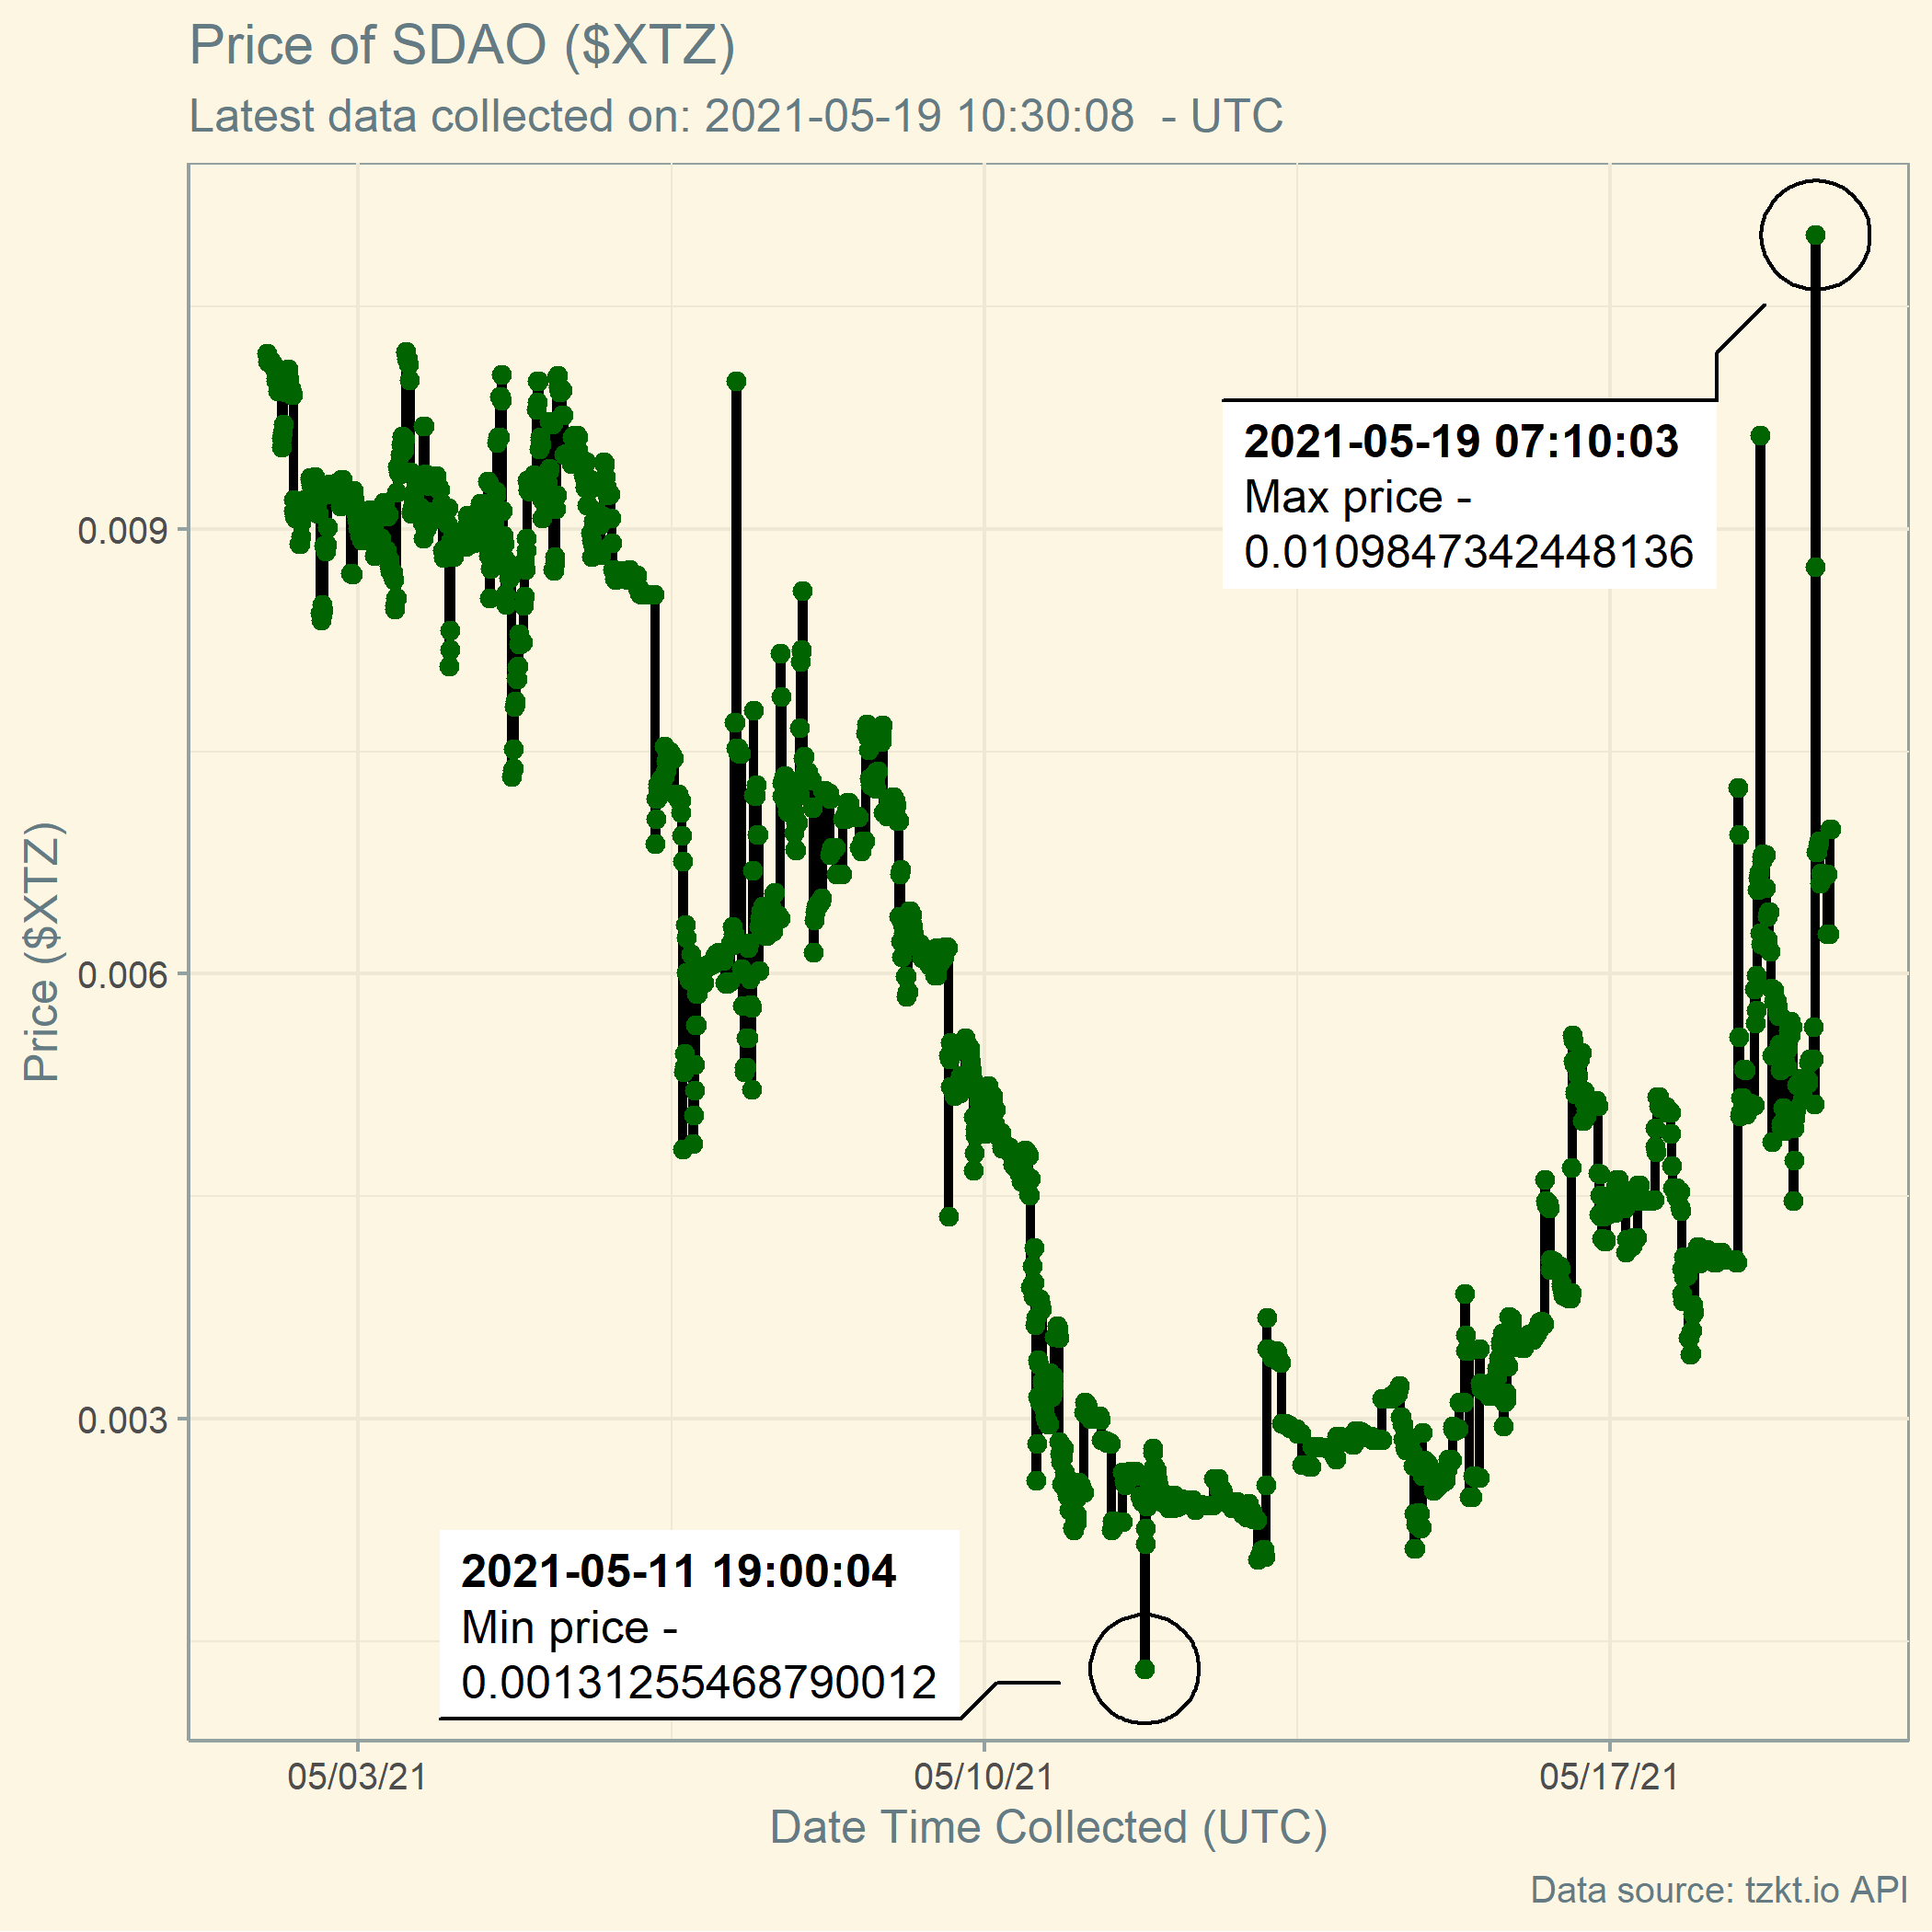 Price of SDAO ($XTZ)
Latest data collected on: 2021-05-19 10:30:08  - UTC
2021-05-19 07:10:03
Max price -
0.0109847342448136
0.009
0.006
0.003
Price ($XTZ)
2021-05-11 19:00:04
Min price -
0.00131255468790012
05/03/21
05/10/21
05/17/21
Date Time Collected (UTC)
Data source: tzkt.io API